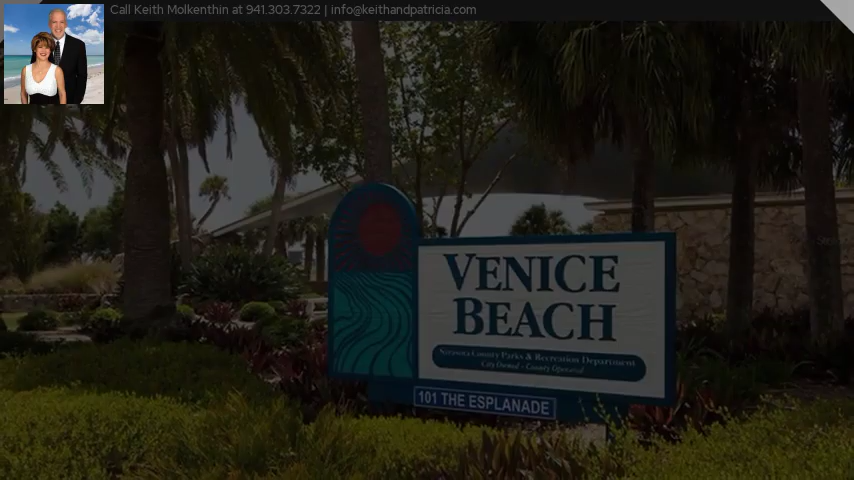 Call Keith Molkenthin at 941.303.7322 | info@keithandpatricia.com
VENICE
BEACH
Sarasota County Parks & Recreation Department
City Owned - County Operated
101 THE ESPLANADE